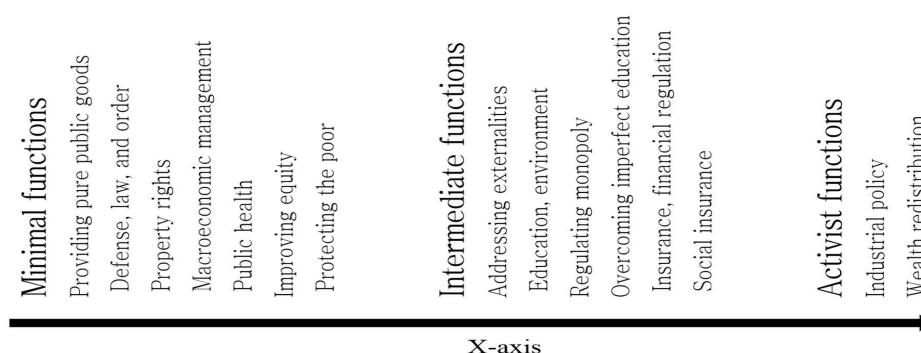 Minimal functions
Providing pure public goods
Defense, law, and order
Property rights
Macroeconomic management
Public health
Improving equity
Protecting the poor
Intermediate functions
Addressing externalities
Education, environment
Regulating monopoly
Overcoming imperfect education
Insurance, financial regulation
Social insurance
Activist functions
Industrial policy
Wealth redistribution
X-axis